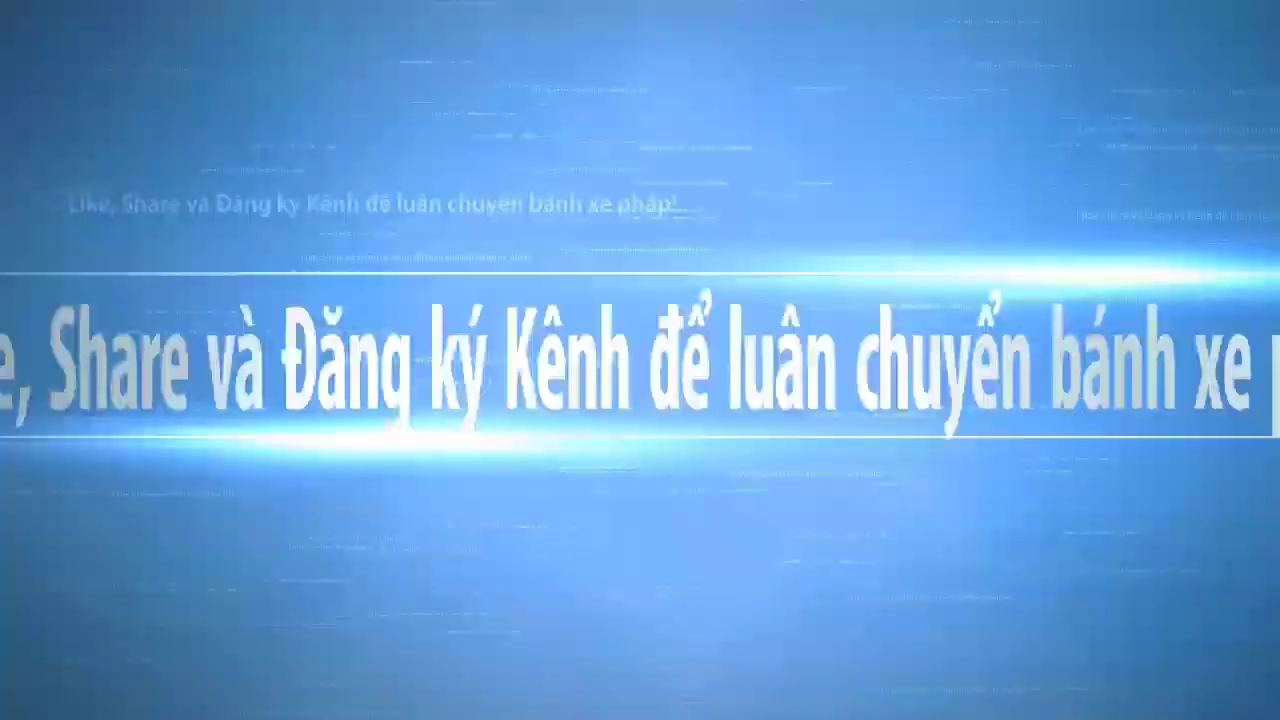 Like, Share và Đăng ký Kênh để luân chuyển bánh xe pháp!...
e, Share và Đăng ký Kênh để luân chuyển bánh xe p